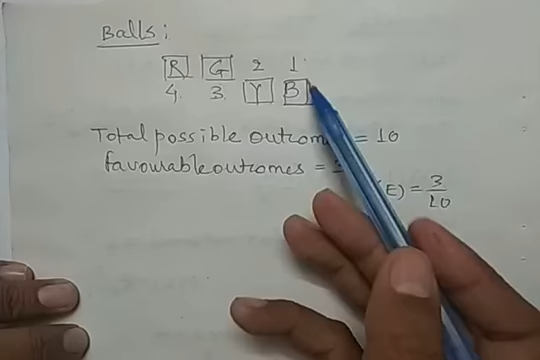 Balls:
R G 2 1
4 3 Y B
Total possible outcom = 10
favourable outcomes =
E) = 3/10